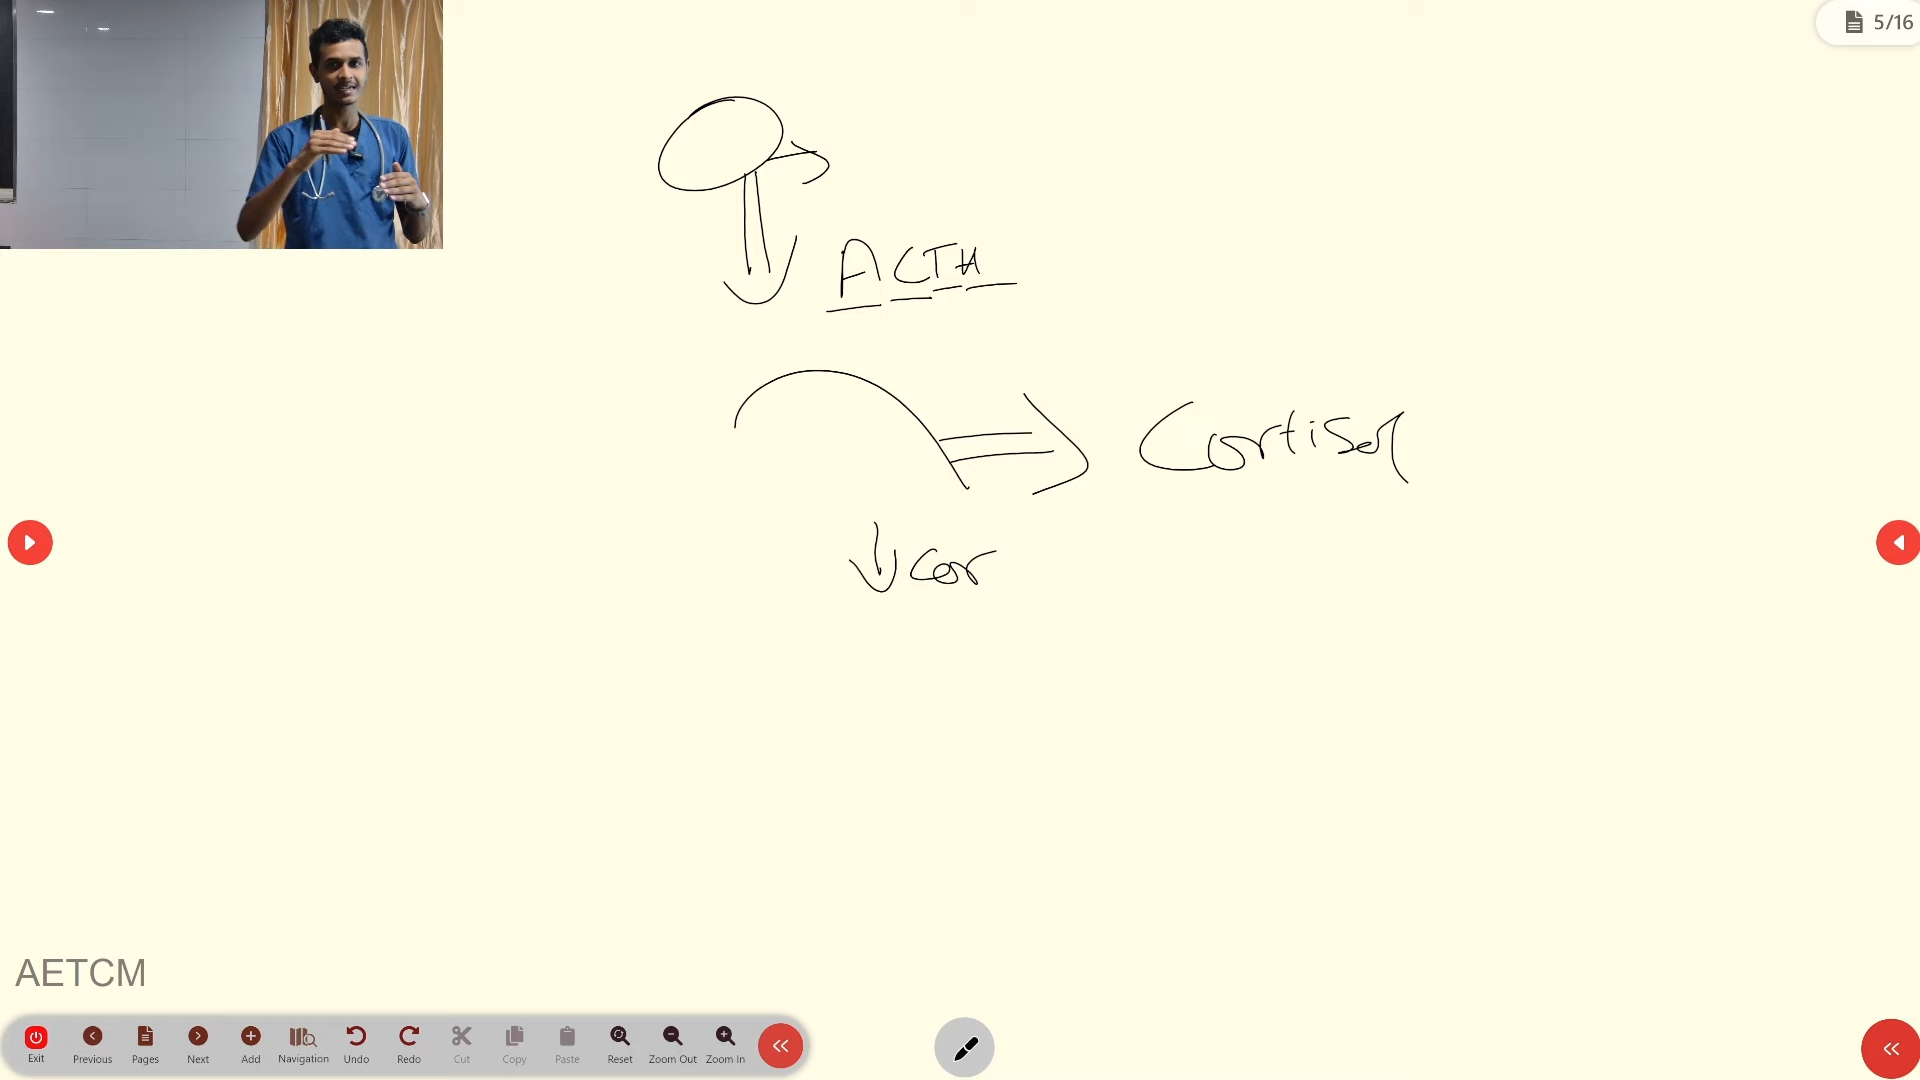 5/16
ACTH
Cortisol
↓ cor
AETCM
Exit Previous Pages Next Add Navigation Undo Redo Cut Copy Paste Reset Zoom Out Zoom In